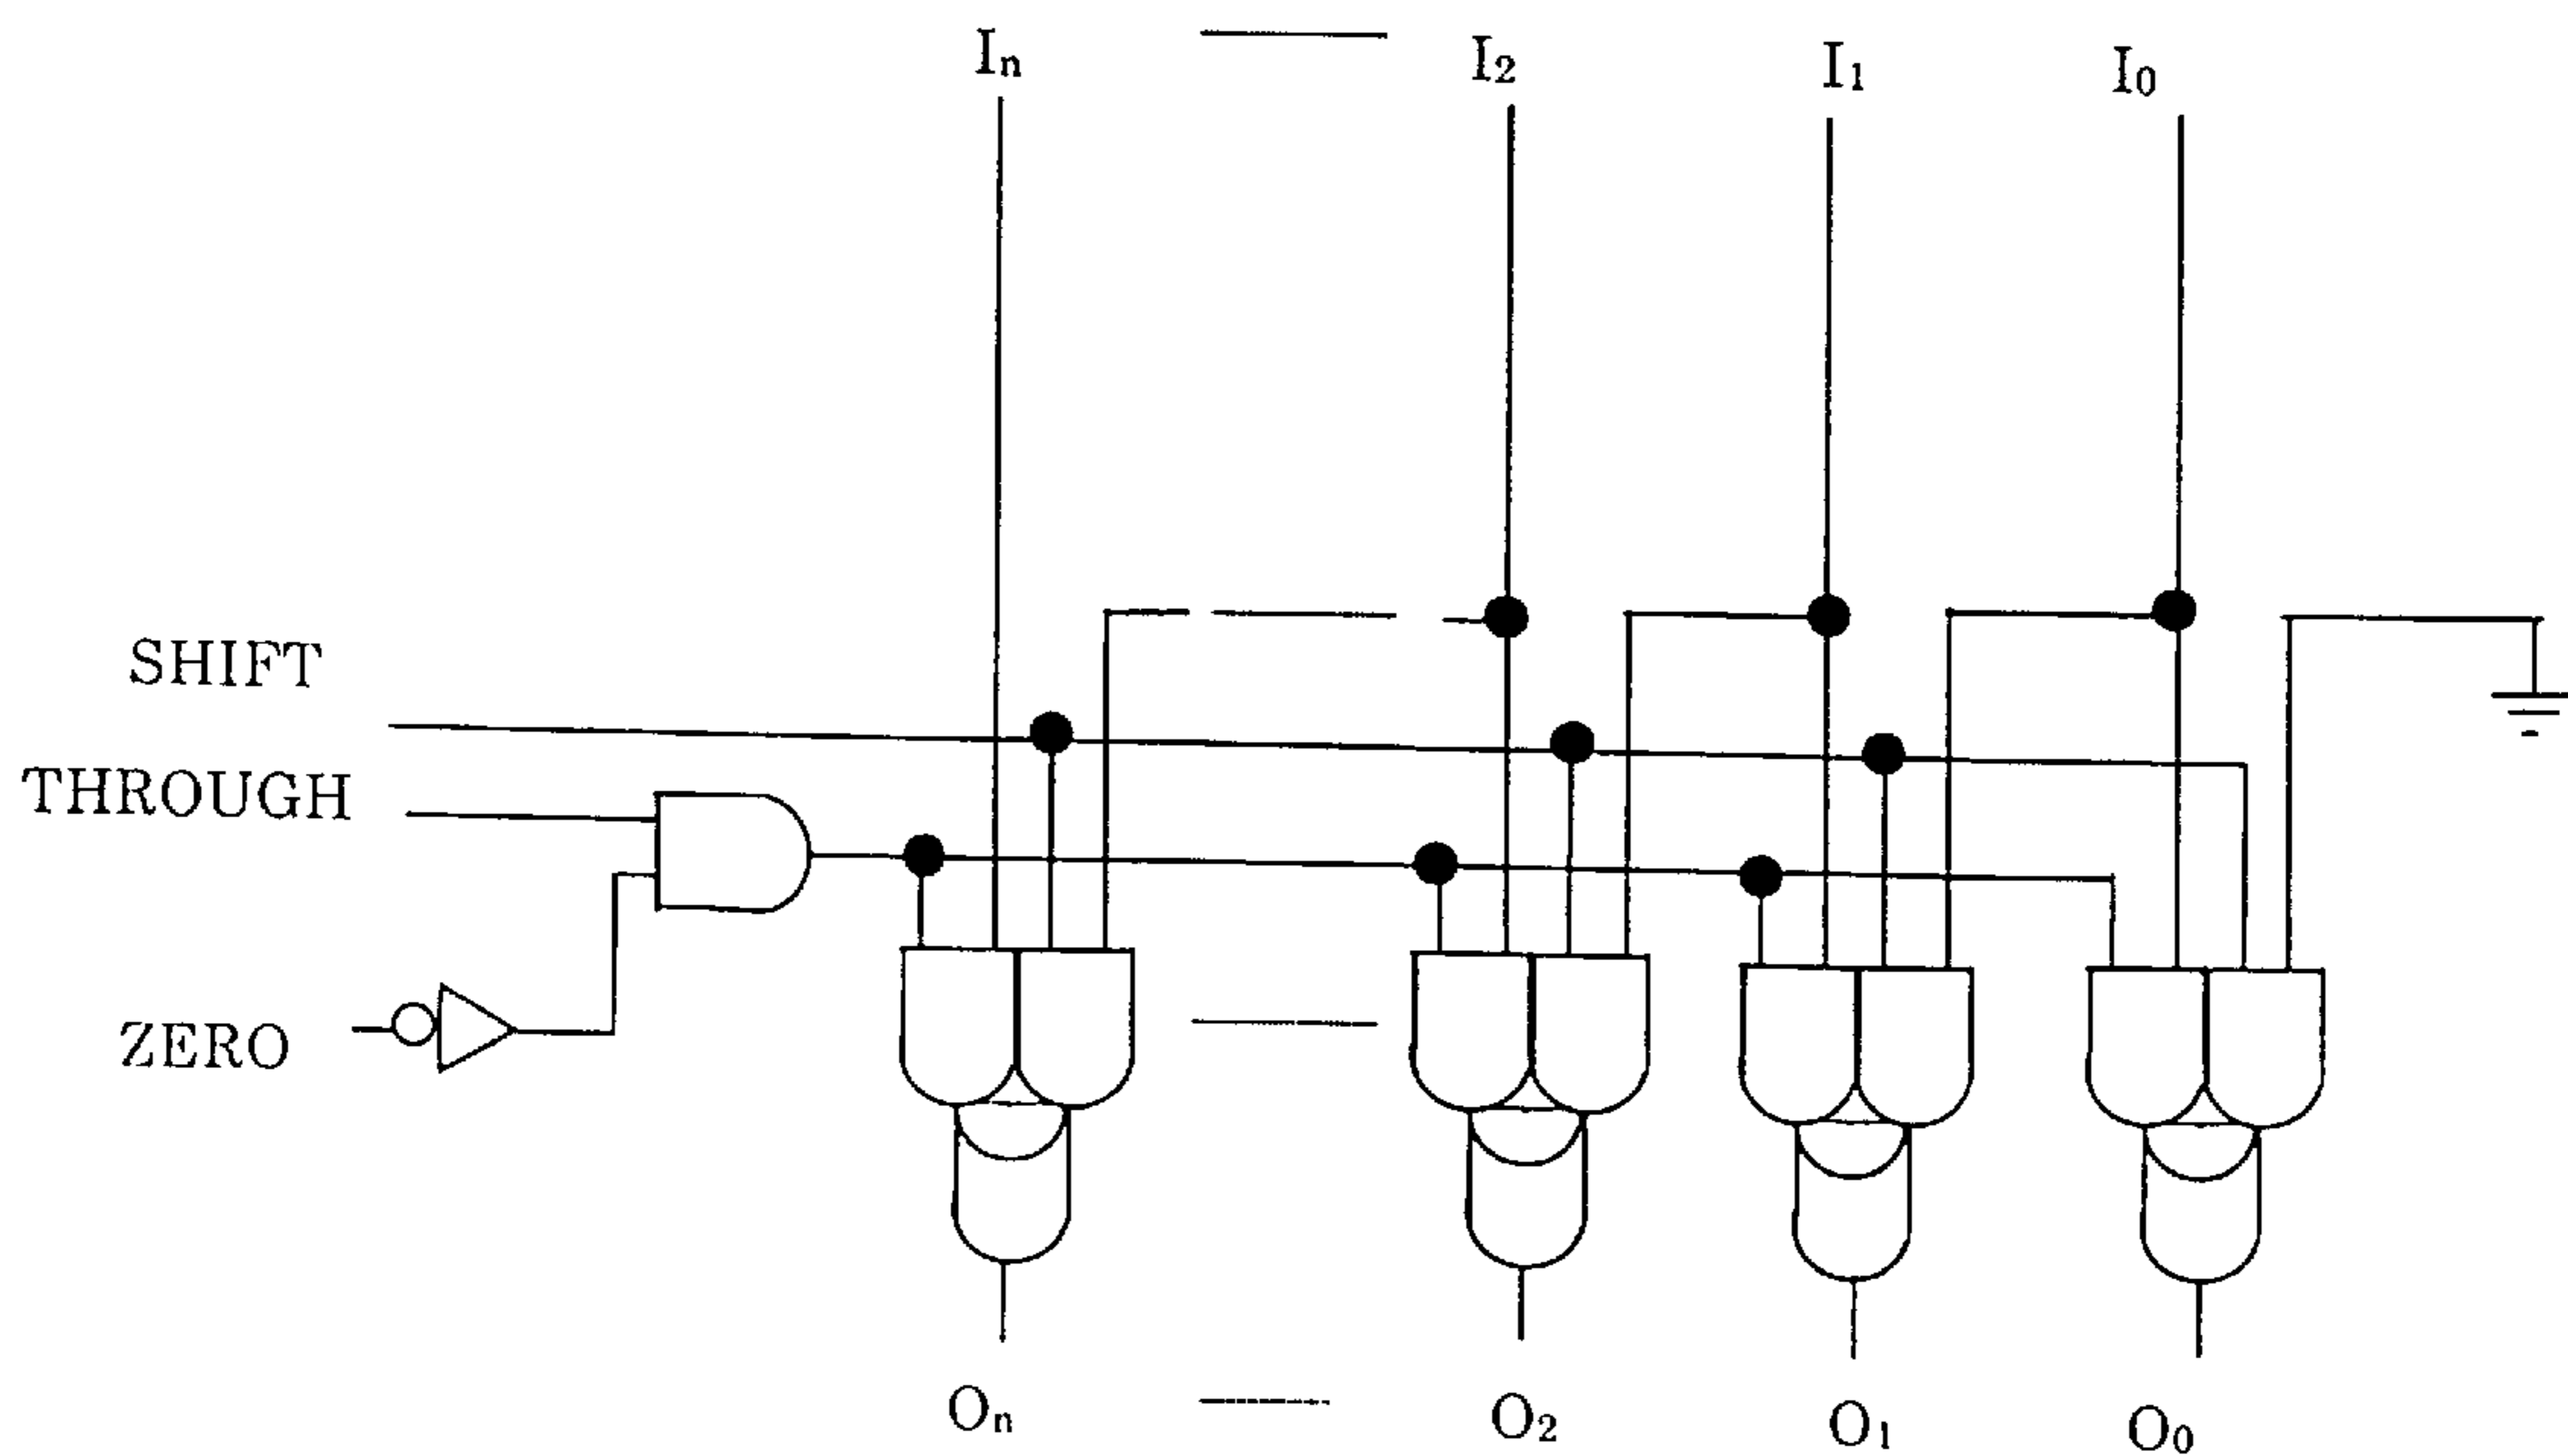 Iₙ I₂ I₁ I₀
SHIFT
THROUGH
ZERO
Oₙ O₂ O₁ O₀